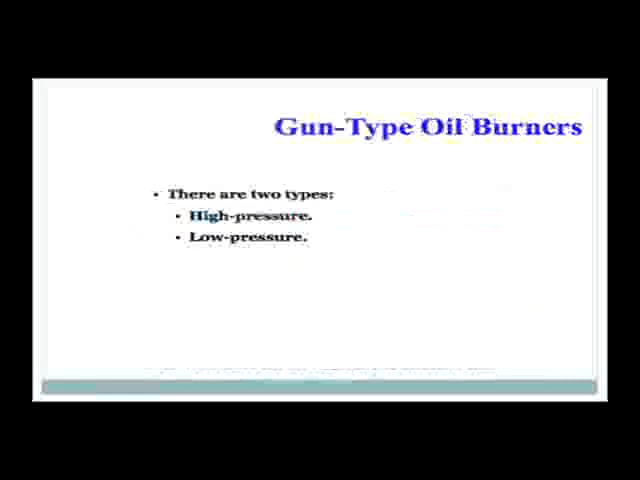 Gun-Type Oil Burners
• There are two types:
• High-pressure.
• Low-pressure.